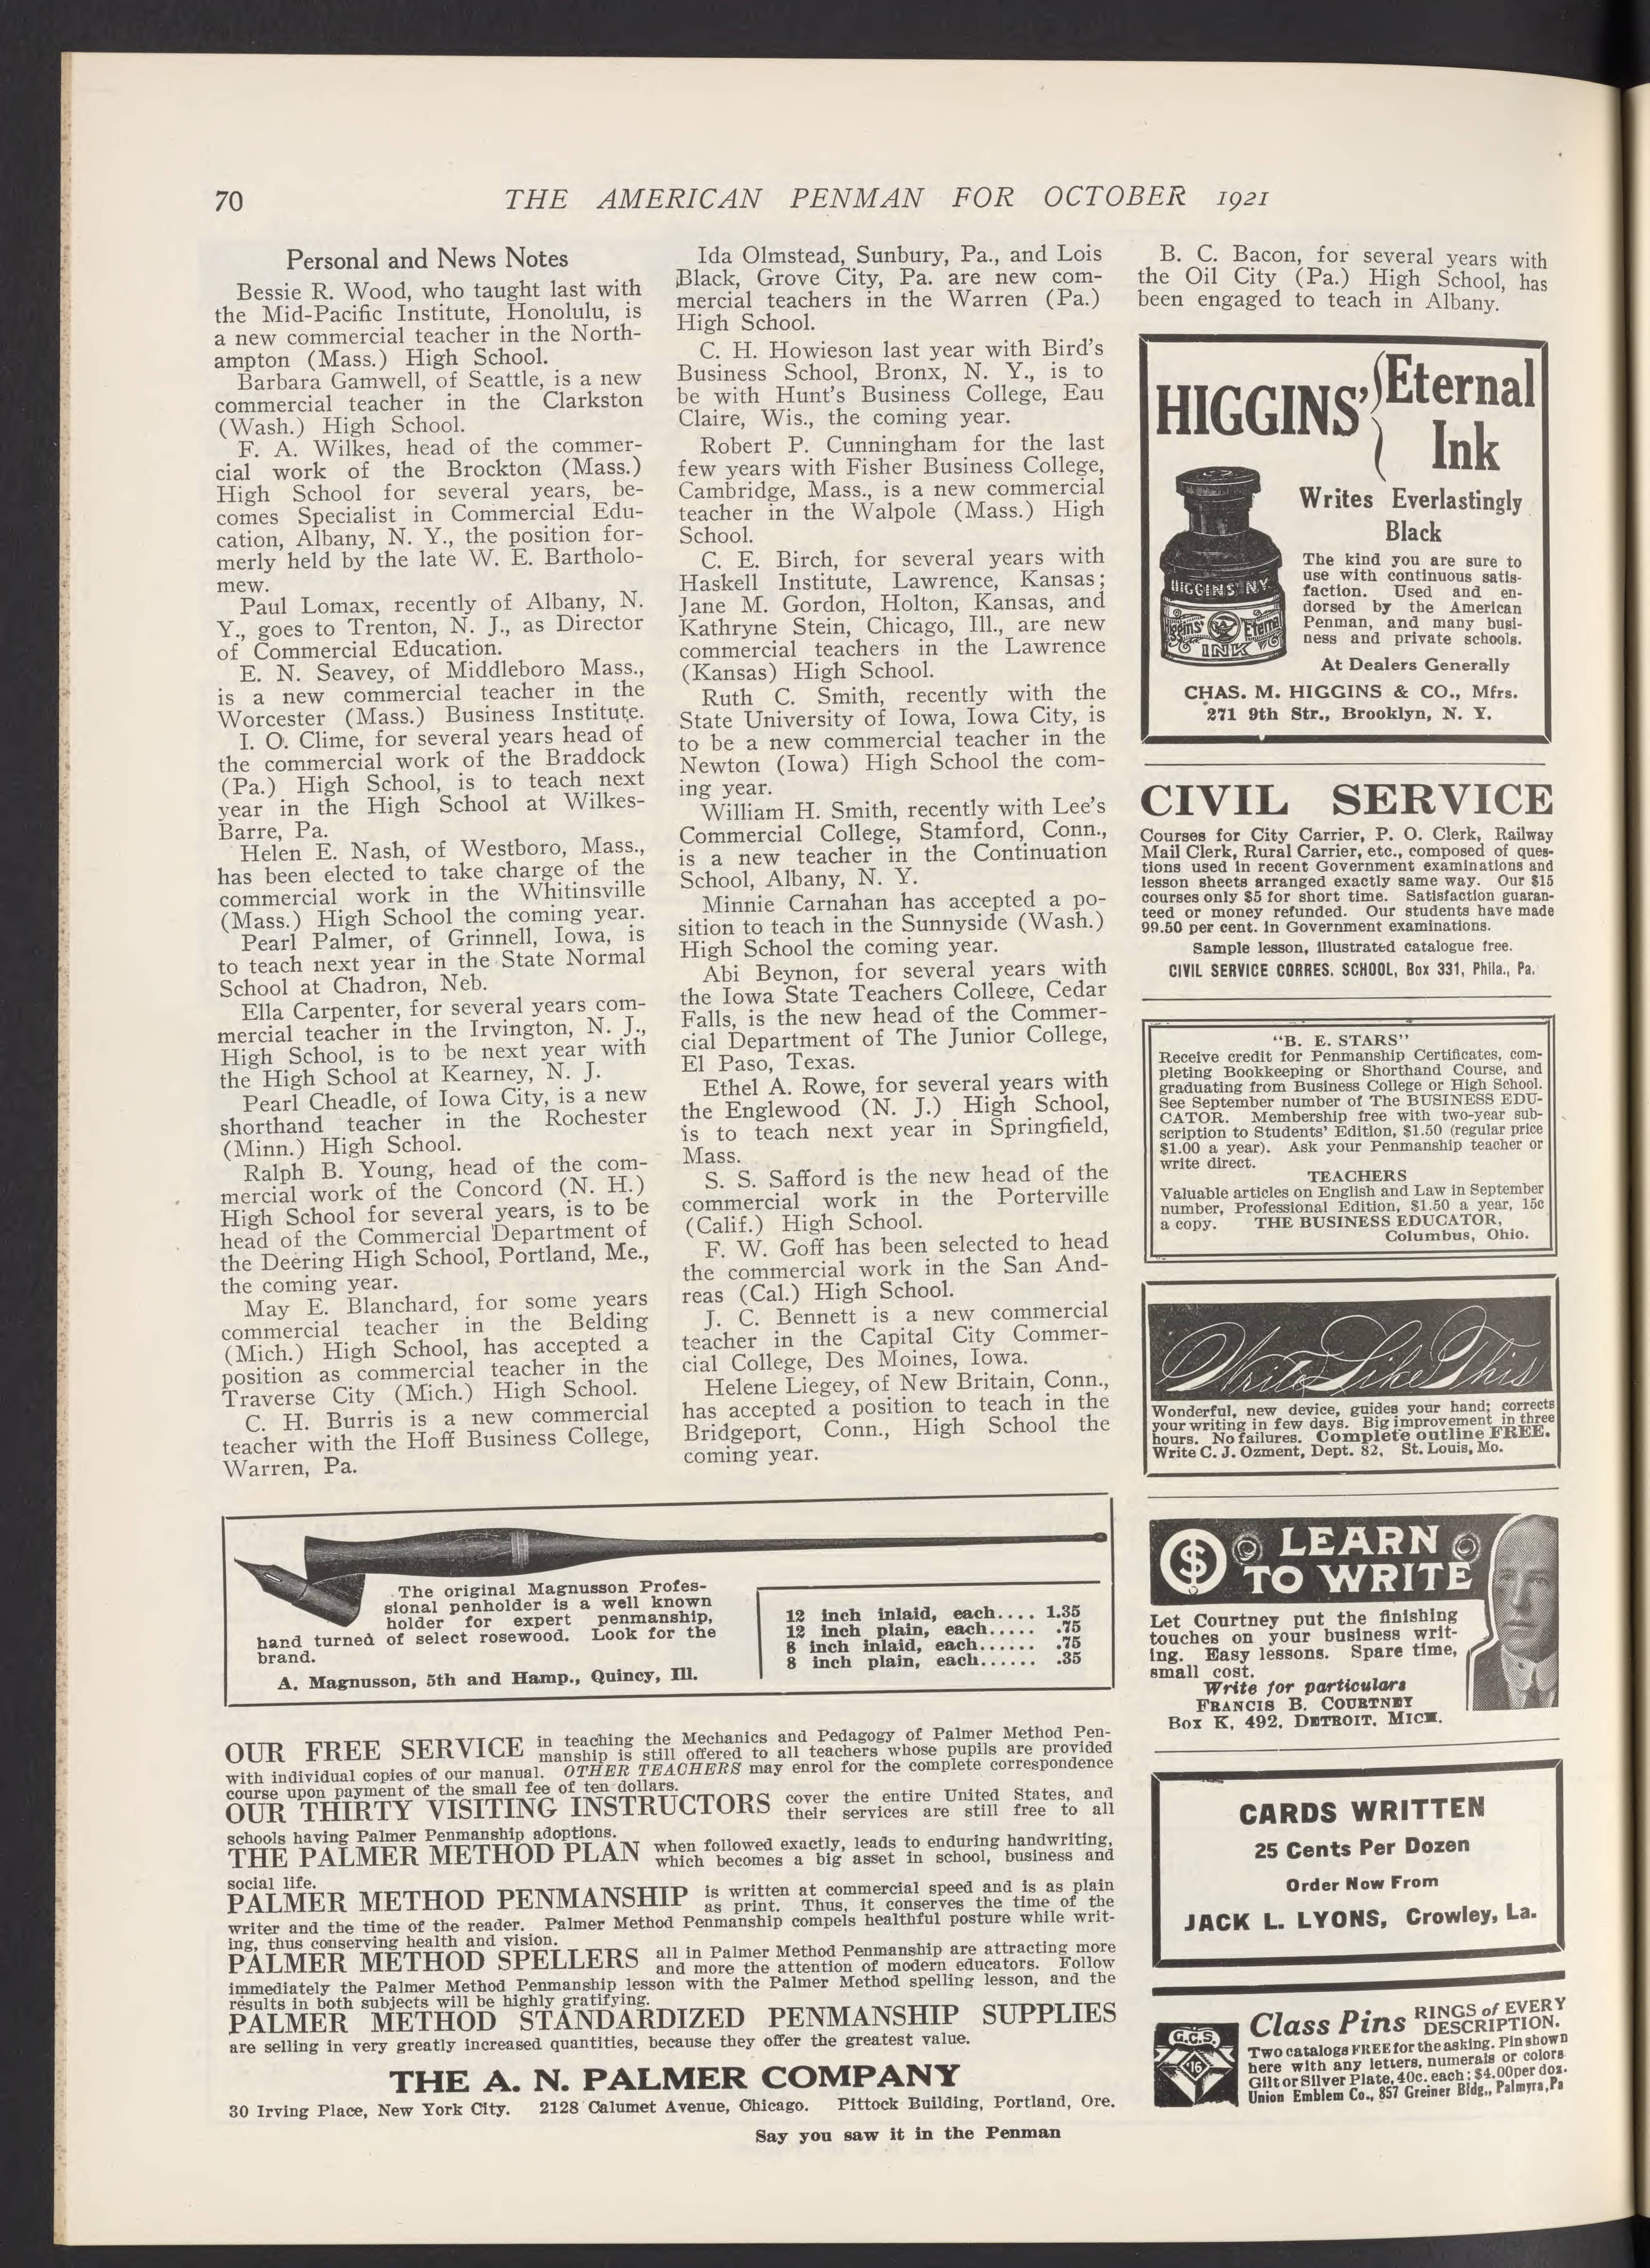 70
THE AMERICAN PENMAN FOR OCTOBER 1921
Personal and News Notes
Bessie R. Wood, who taught last with
the Mid-Pacific Institute, Honolulu, is
a new commercial teacher in the North-
ampton (Mass.) High School.
Barbara Gamwell, of Seattle, is a new
commercial teacher in the Clarkston
(Wash.) High School.
F. A. Wilkes, head of the commer-
cial work of the Brockton (Mass.)
High School for several years, be-
comes Specialist in Commercial Edu-
cation, Albany, N. Y., the position for-
merly held by the late W. E. Bartholo-
mew.
Paul Lomax, recently of Albany, N.
Y., goes to Trenton, N. J., as Director
of Commercial Education.
E. N. Seavey, of Middleboro Mass.,
is a new commercial teacher in the
Worcester (Mass.) Business Institute.
I. O. Clime, for several years head of
the commercial work of the Braddock
(Pa.) High School, is to teach next
year in the High School at Wilkes-
Barre, Pa.
Helen E. Nash, of Westboro, Mass.,
has been elected to take charge of the
commercial work in the Whitinsville
(Mass.) High School the coming year.
Pearl Palmer, of Grinnell, Iowa, is
to teach next year in the State Normal
School at Chadron, Neb.
Ella Carpenter, for several years com-
mercial teacher in the Irvington, N. J.,
High School, is to be next year with
the High School at Kearney, N. J.
Pearl Cheadle, of Iowa City, is a new
shorthand teacher in the Rochester
(Minn.) High School.
Ralph B. Young, head of the com-
mercial work of the Concord (N. H.)
High School for several years, is to be
head of the Commercial Department of
the Deering High School, Portland, Me.,
the coming year.
May E. Blanchard, for some years
commercial teacher in the Belding
(Mich.) High School, has accepted a
position as commercial teacher in the
Traverse City (Mich.) High School.
C. H. Burris is a new commercial
teacher with the Hoff Business College,
Warren, Pa.
Ida Olmstead, Sunbury, Pa., and Lois
Black, Grove City, Pa. are new com-
mercial teachers in the Warren (Pa.)
High School.
C. H. Howieson last year with Bird's
Business School, Bronx, N. Y., is to
be with Hunt's Business College, Eau
Claire, Wis., the coming year.
Robert P. Cunningham for the last
few years with Fisher Business College,
Cambridge, Mass., is a new commercial
teacher in the Walpole (Mass.) High
School.
C. E. Birch, for several years with
Haskell Institute, Lawrence, Kansas;
Jane M. Gordon, Holton, Kansas, and
Kathryne Stein, Chicago, Ill., are new
commercial teachers in the Lawrence
(Kansas) High School.
Ruth C. Smith, recently with the
State University of Iowa, Iowa City, is
to be a new commercial teacher in the
Newton (Iowa) High School the com-
ing year.
William H. Smith, recently with Lee's
Commercial College, Stamford, Conn.,
is a new teacher in the Continuation
School, Albany, N. Y.
Minnie Carnahan has accepted a po-
sition to teach in the Sunnyside (Wash.)
High School the coming year.
Abi Beynon, for several years with
the Iowa State Teachers College, Cedar
Falls, is the new head of the Commer-
cial Department of The Junior College,
El Paso, Texas.
Ethel A. Rowe, for several years with
the Englewood (N. J.) High School,
is to teach next year in Springfield,
Mass.
S. S. Safford is the new head of the
commercial work in the Porterville
(Calif.) High School.
F. W. Goff has been selected to head
the commercial work in the San And-
reas (Cal.) High School.
J. C. Bennett is a new commercial
teacher in the Capital City Commer-
cial College, Des Moines, Iowa.
Helene Liegey, of New Britain, Conn.,
has accepted a position to teach in the
Bridgeport, Conn., High School the
coming year.
B. C. Bacon, for several years with
the Oil City (Pa.) High School, has
been engaged to teach in Albany.
HIGGINS' Eternal
Ink
Writes Everlastingly
Black
HIGGINS' N.Y.
Higgins' Eternal
INK
The kind you are sure to
use with continuous satis-
faction. Used and en-
dorsed by the American
Penman, and many busi-
ness and private schools.
At Dealers Generally
CHAS. M. HIGGINS & CO., Mfrs.
271 9th Str., Brooklyn, N. Y.
CIVIL SERVICE
Courses for City Carrier, P. O. Clerk, Railway
Mail Clerk, Rural Carrier, etc., composed of ques-
tions used in recent Government examinations and
lesson sheets arranged exactly same way. Our $15
courses only $5 for short time. Satisfaction guaran-
teed or money refunded. Our students have made
99.50 per cent. in Government examinations.
Sample lesson, illustrated catalogue free.
CIVIL SERVICE CORRES. SCHOOL, Box 331, Phila., Pa.
"B. E. STARS"
Receive credit for Penmanship Certificates, com-
pleting Bookkeeping or Shorthand Course, and
graduating from Business College or High School.
See September number of The BUSINESS EDU-
CATOR. Membership free with two-year sub-
scription to Students' Edition, $1.50 (regular price
$1.00 a year). Ask your Penmanship teacher or
write direct.
TEACHERS
Valuable articles on English and Law in September
number, Professional Edition, $1.50 a year, 15c
a copy. THE BUSINESS EDUCATOR,
Columbus, Ohio.
Write Like This
Wonderful, new device, guides your hand; corrects
your writing in few days. Big improvement in three
hours. No failures. Complete outline FREE.
Write C. J. Ozment, Dept. 82, St. Louis, Mo.
$ LEARN
TO WRITE
Let Courtney put the finishing
touches on your business writ-
ing. Easy lessons. Spare time,
small cost.
Write for particulars
FRANCIS B. COURTNEY
Box K, 492, DETROIT, MICH.
CARDS WRITTEN
25 Cents Per Dozen
Order Now From
JACK L. LYONS, Crowley, La.
G.C.S.
'16
Class Pins RINGS of EVERY
DESCRIPTION.
Two catalogs FREE for the asking. Pin shown
here with any letters, numerals or colors
Gilt or Silver Plate, 40c. each; $4.00 per doz.
Union Emblem Co., 857 Greiner Bldg., Palmyra, Pa
The original Magnusson Profes-
sional penholder is a well known
holder for expert penmanship,
hand turned of select rosewood. Look for the
brand.
A. Magnusson, 5th and Hamp., Quincy, Ill.
12 inch inlaid, each.... 1.35
12 inch plain, each..... .75
8 inch inlaid, each...... .75
8 inch plain, each...... .35
OUR FREE SERVICE in teaching the Mechanics and Pedagogy of Palmer Method Pen-
manship is still offered to all teachers whose pupils are provided
with individual copies of our manual. OTHER TEACHERS may enrol for the complete correspondence
course upon payment of the small fee of ten dollars.
OUR THIRTY VISITING INSTRUCTORS cover the entire United States, and
their services are still free to all
schools having Palmer Penmanship adoptions.
THE PALMER METHOD PLAN when followed exactly, leads to enduring handwriting,
which becomes a big asset in school, business and
social life.
PALMER METHOD PENMANSHIP is written at commercial speed and is as plain
as print. Thus, it conserves the time of the
writer and the time of the reader. Palmer Method Penmanship compels healthful posture while writ-
ing, thus conserving health and vision.
PALMER METHOD SPELLERS all in Palmer Method Penmanship are attracting more
and more the attention of modern educators. Follow
immediately the Palmer Method Penmanship lesson with the Palmer Method spelling lesson, and the
results in both subjects will be highly gratifying.
PALMER METHOD STANDARDIZED PENMANSHIP SUPPLIES
are selling in very greatly increased quantities, because they offer the greatest value.
THE A. N. PALMER COMPANY
30 Irving Place, New York City. 2128 Calumet Avenue, Chicago. Pittock Building, Portland, Ore.
Say you saw it in the Penman